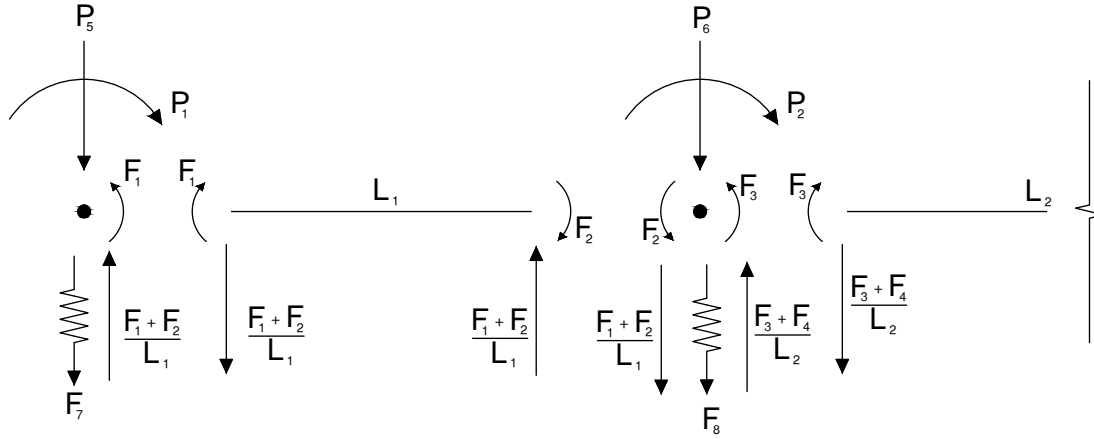 P₅ P₆
P₁ P₂
F₁ F₁ L₁ F₂ F₂ F₃ F₃ L₂
F₁ + F₂ / L₁
F₁ + F₂ / L₁
F₁ + F₂ / L₁
F₁ + F₂ / L₁
F₃ + F₄ / L₂
F₃ + F₄ / L₂
F₇ F₈